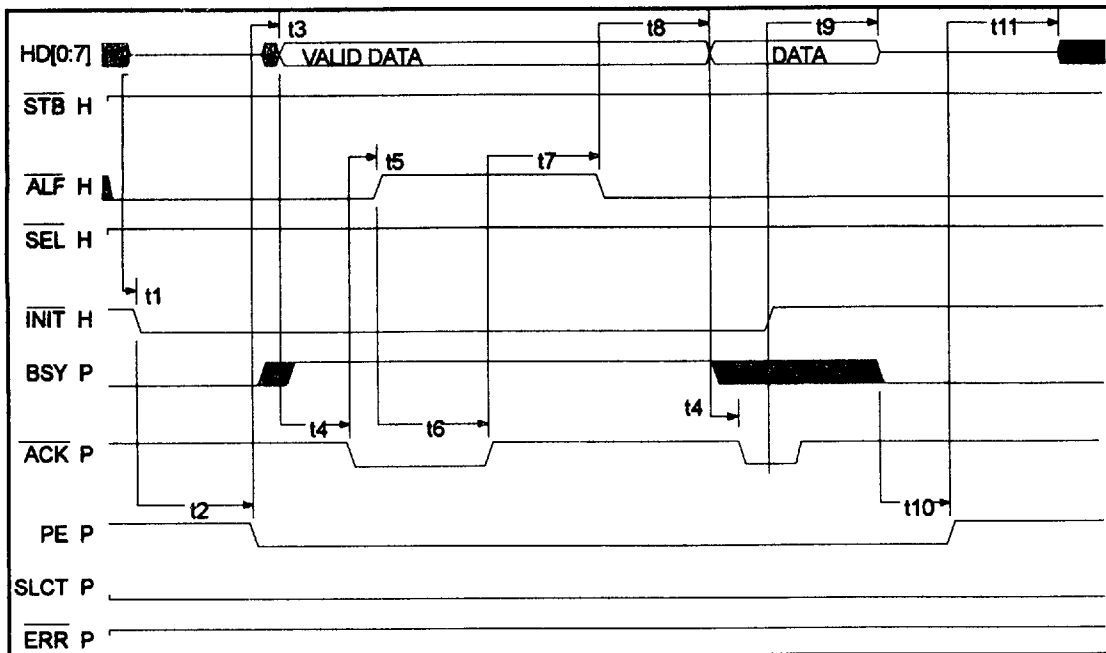 t3 t8 t9 t11
HD[0:7] VALID DATA DATA
STB H
t5 t7
ALF H
SEL H
t1
INIT H
BSY P
t4 t6 t4
ACK P
t2 t10
PE P
SLCT P
ERR P